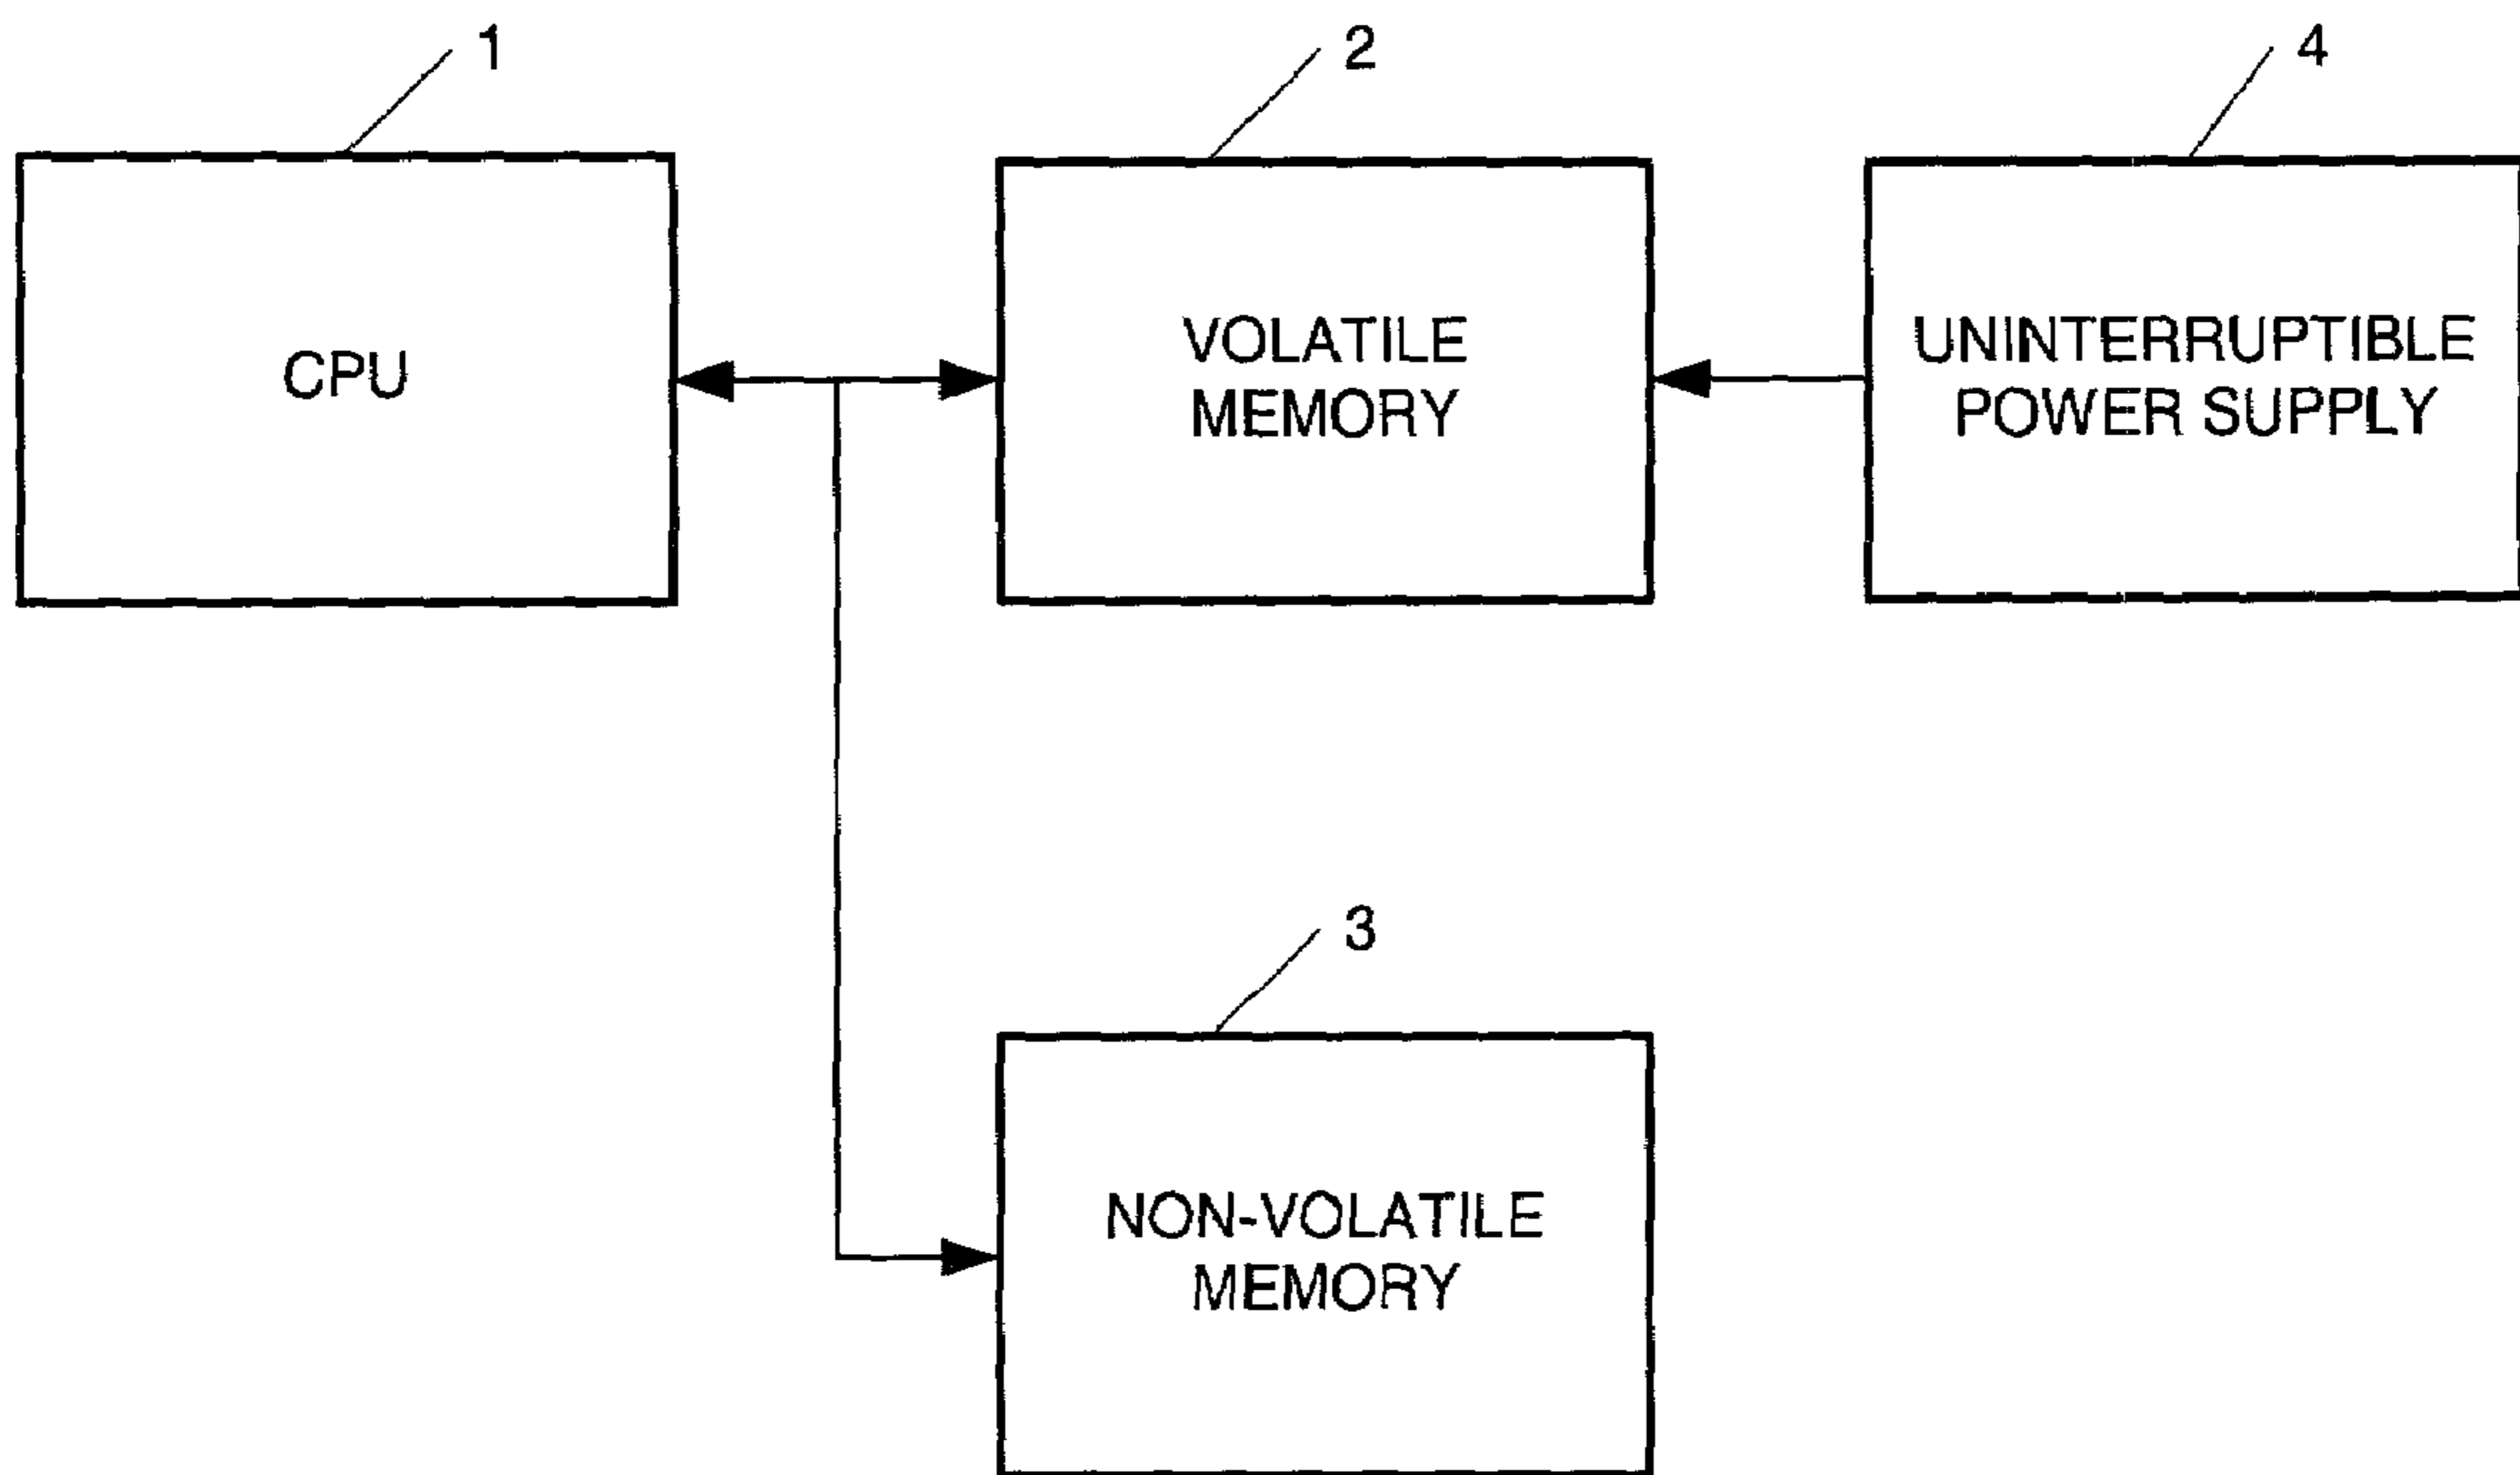 1
2
4
CPU
VOLATILE
MEMORY
UNINTERRUPTIBLE
POWER SUPPLY
3
NON-VOLATILE
MEMORY